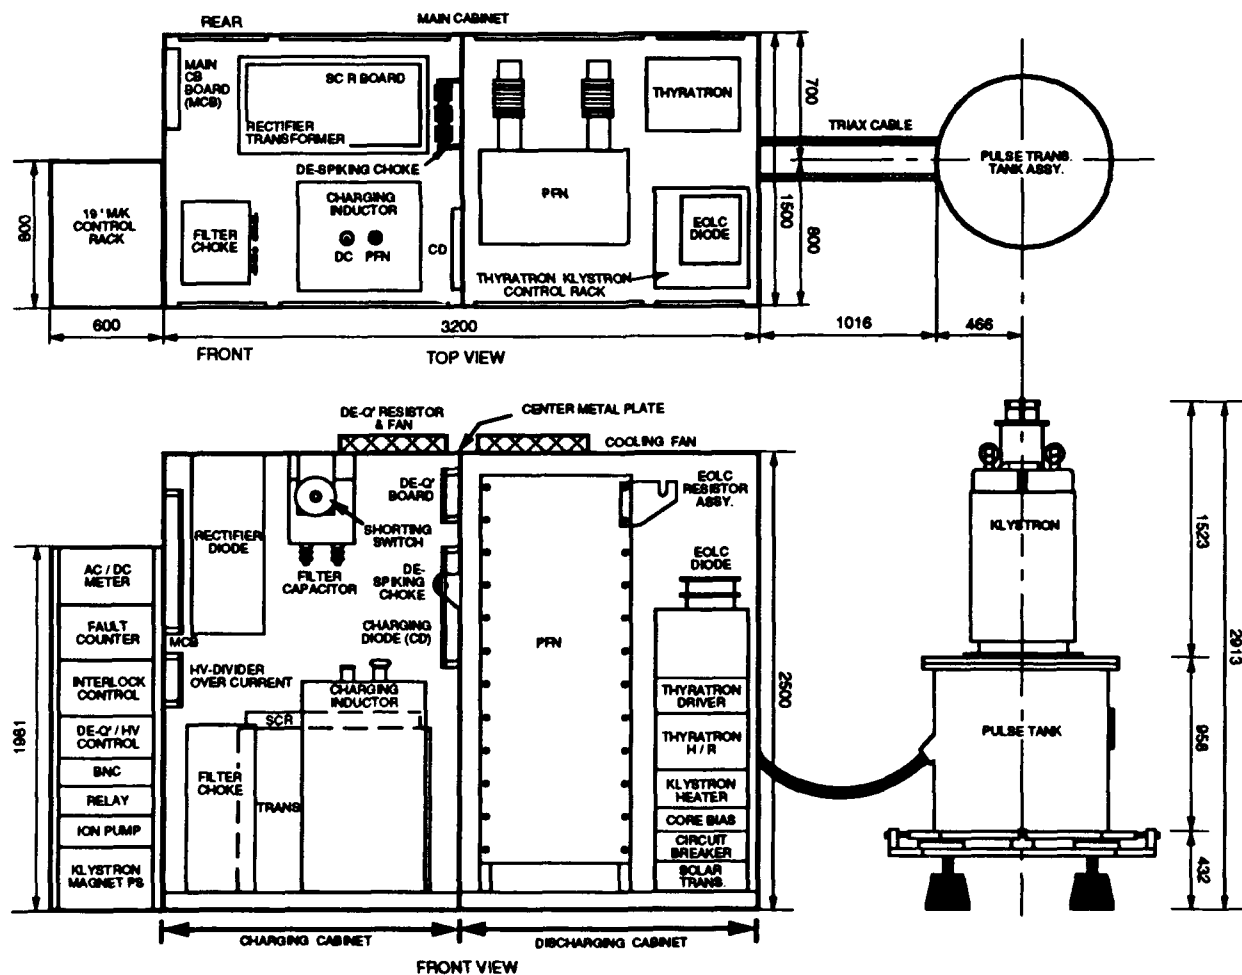 REAR
MAIN CABINET
MAIN
CB
BOARD
(MCB)
SC R BOARD
RECTIFIER
TRANSFORMER
DE-SPIKING CHOKE
THYRATRON
700
TRIAX CABLE
PULSE TRANS.
TANK ASSY.
PFN
800
19 ' M/K
CONTROL
RACK
FILTER
CHOKE
CHARGING
INDUCTOR
DC PFN
CD
EOLC
DIODE
1500
800
THYRATRON KLYSTRON
CONTROL RACK
600
3200
1016
466
FRONT
TOP VIEW
DE-Q' RESISTOR
& FAN
CENTER METAL PLATE
COOLING FAN
DE-Q'
BOARD
EOLC
RESISTOR
ASSY.
RECTIFIER
DIODE
SHORTING
SWITCH
FILTER
CAPACITOR
DE-
SPIKING
CHOKE
EOLC
DIODE
KLYSTRON
1523
2913
AC / DC
METER
FAULT
COUNTER
MCB
CHARGING
DIODE (CD)
PFN
INTERLOCK
CONTROL
HV-DIVIDER
OVER CURRENT
CHARGING
INDUCTOR
2500
THYRATRON
DRIVER
1981
DE-Q' / HV
CONTROL
SCR
THYRATRON
H / R
PULSE TANK
958
BNC
FILTER
CHOKE
TRANS
KLYSTRON
HEATER
RELAY
CORE BIAS
ION PUMP
CIRCUIT
BREAKER
KLYSTRON
MAGNET PS
SOLAR
TRANS.
432
CHARGING CABINET
DISCHARGING CABINET
FRONT VIEW